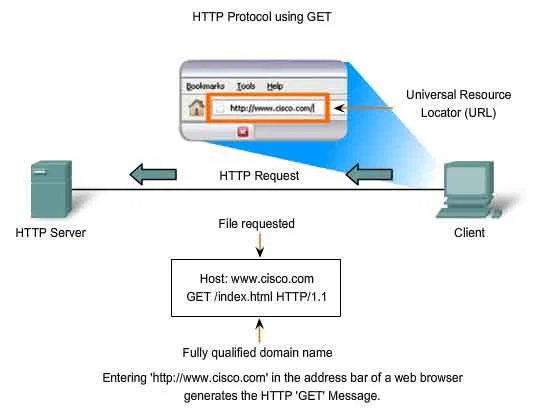 HTTP Protocol using GET
Bookmarks Tools Help
http://www.cisco.com/
Universal Resource
Locator (URL)
HTTP Request
HTTP Server
Client
File requested
Host: www.cisco.com
GET /index.html HTTP/1.1
Fully qualified domain name
Entering 'http://www.cisco.com' in the address bar of a web browser
generates the HTTP 'GET' Message.